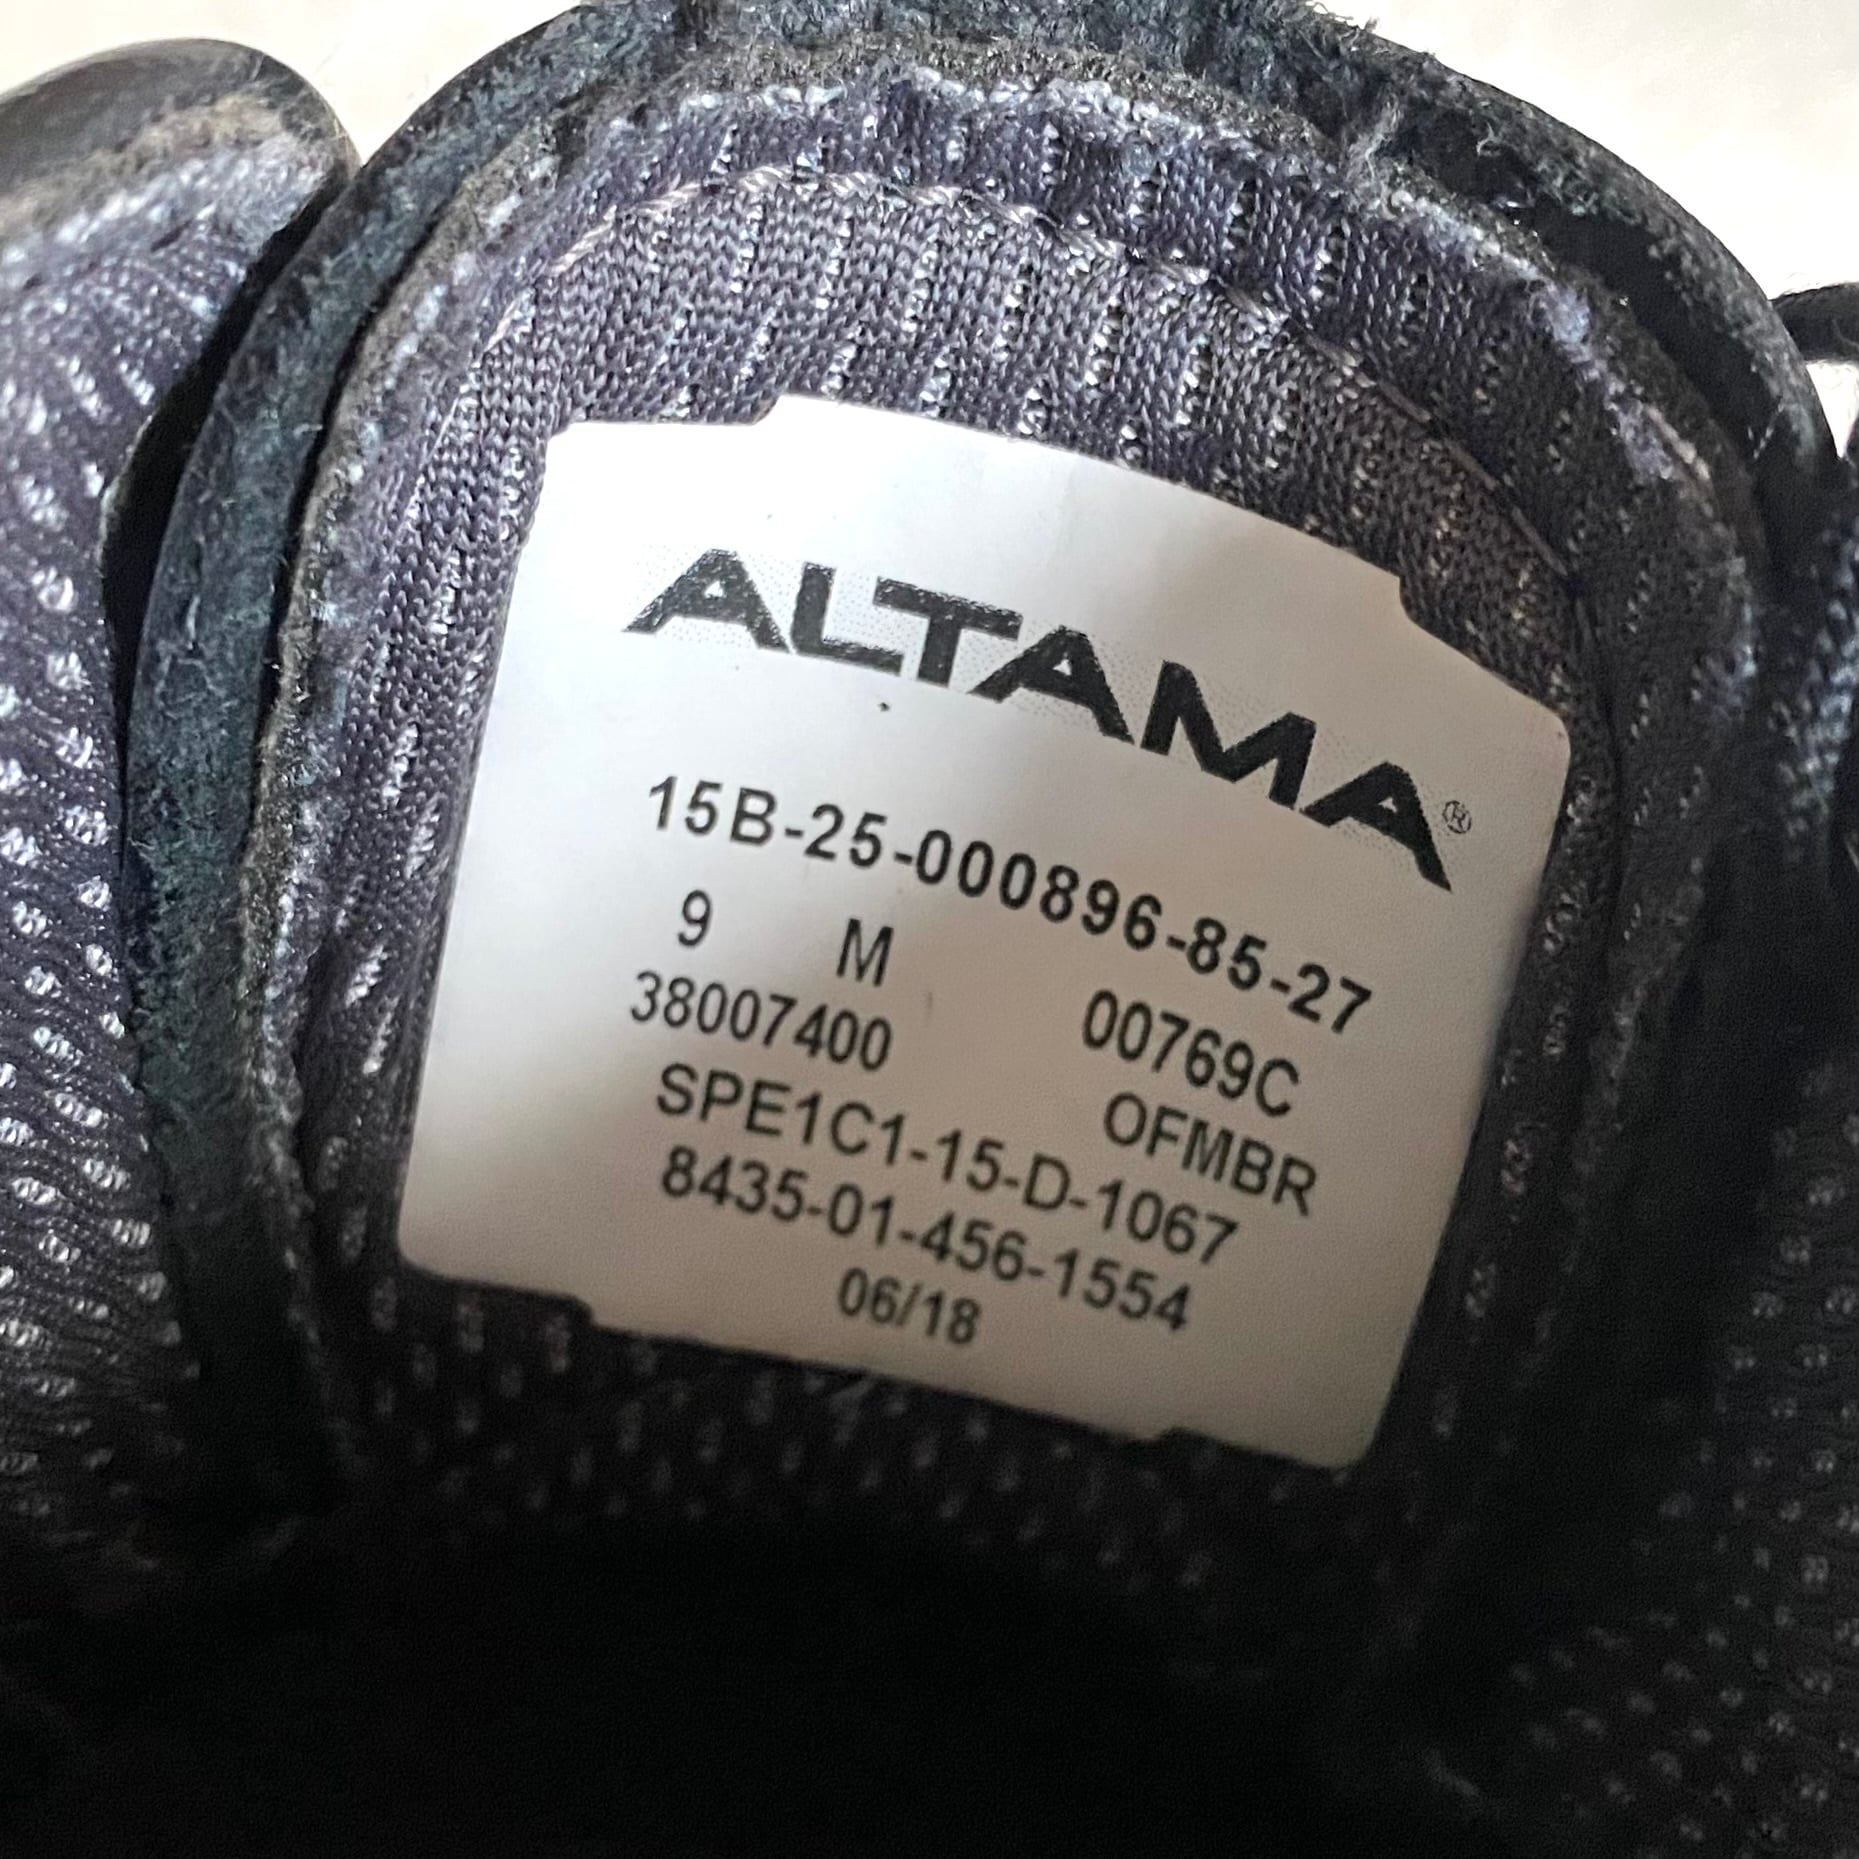 ALTAMA®
15B-25-000896-85-27
9 M 00769C
38007400 OFMBR
SPE1C1-15-D-1067
8435-01-456-1554
06/18